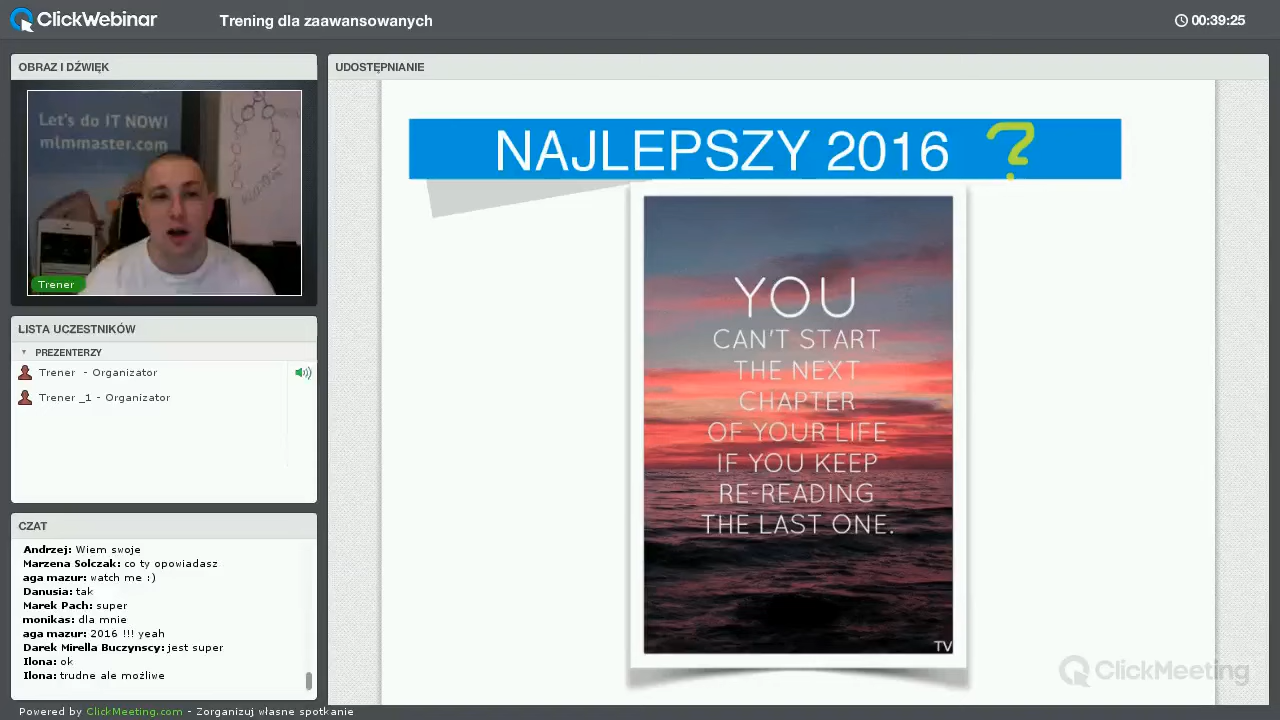 ClickWebinar
Trening dla zaawansowanych
00:39:25
OBRAZ I DŹWIĘK
Let's do iT NOW!
mlmmaster.com
Trener
LISTA UCZESTNIKÓW
PREZENTERZY
Trener - Organizator
Trener _1 - Organizator
CZAT
Andrzej: Wiem swoje
Marzena Solczak: co ty opowiadasz
aga mazur: watch me :)
Danusia: tak
Marek Pach: super
monikas: dla mnie
aga mazur: 2016 !!! yeah
Darek Mirella Buczynscy: jest super
Ilona: ok
Ilona: trudne ale możliwe
UDOSTĘPNIANIE
NAJLEPSZY 2016 ?
YOU
CAN'T START
THE NEXT
CHAPTER
OF YOUR LIFE
IF YOU KEEP
RE-READING
THE LAST ONE.
TV
ClickMeeting
Powered by ClickMeeting.com - Zorganizuj własne spotkanie